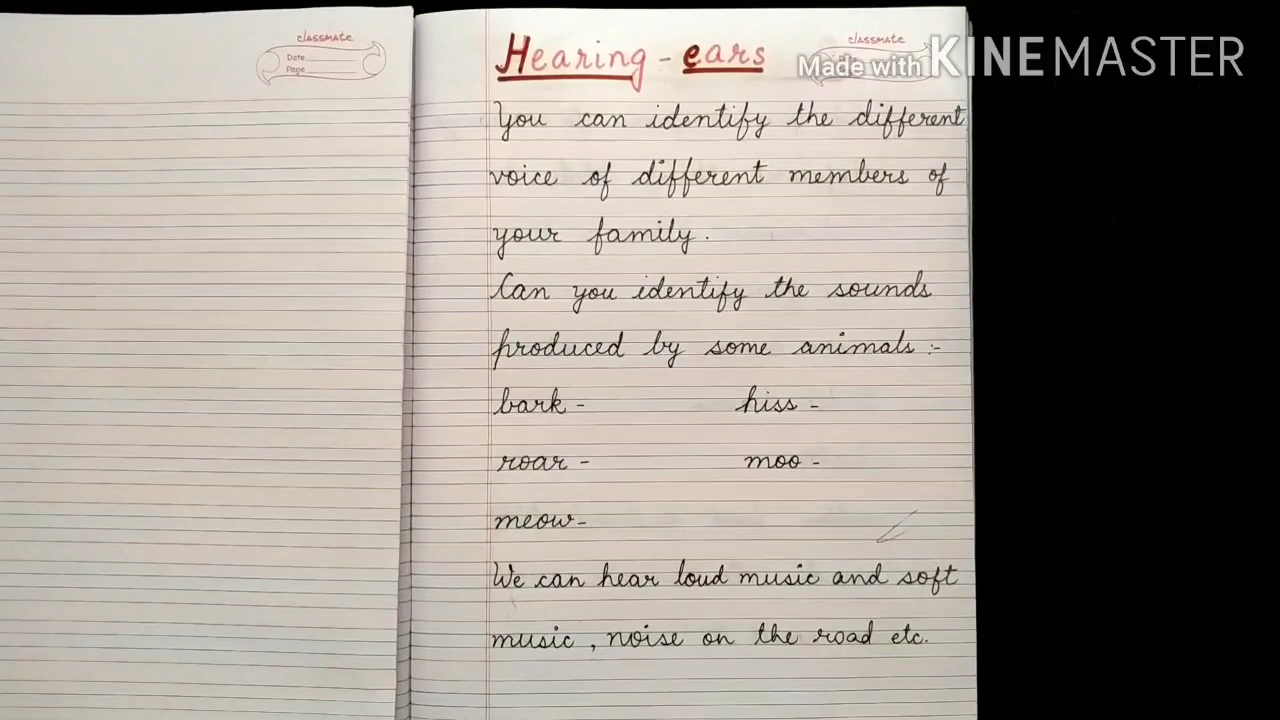 classmate
Date
Page
classmate
Made with KINEMASTER
Hearing - ears
You can identify the different
voice of different members of
your family.
Can you identify the sounds
produced by some animals :-
bark -    hiss -
roar -    moo -
meow-
We can hear loud music and soft
music , noise on the road etc.